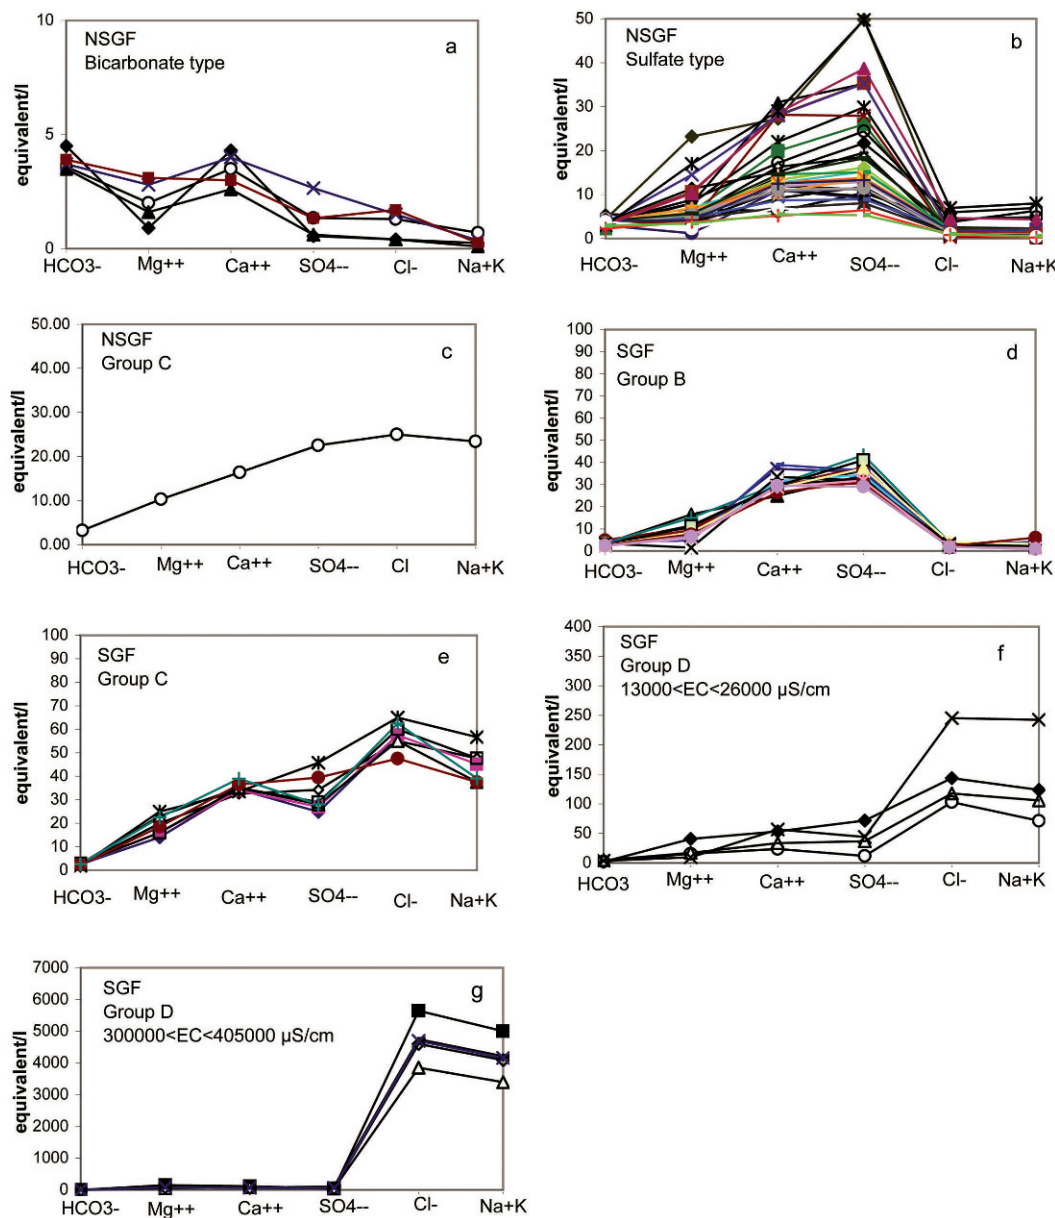 10
NSGF
a
Bicarbonate type
5
0
equivalent/l
HCO3- Mg++ Ca++ SO4-- Cl- Na+K
50
NSGF
b
Sulfate type
40
30
20
10
0
equivalent/l
HCO3- Mg++ Ca++ SO4-- Cl- Na+K
50.00
NSGF
c
Group C
40.00
30.00
20.00
10.00
0.00
equivalent/l
HCO3- Mg++ Ca++ SO4-- Cl Na+K
100
SGF
d
90
80
Group B
70
60
50
40
30
20
10
0
equivalent/l
HCO3- Mg++ Ca++ SO4-- Cl- Na+K
100
SGF
e
90
Group C
80
70
60
50
40
30
20
10
0
equivalent/l
HCO3- Mg++ Ca++ SO4-- Cl- Na+K
400
SGF
f
350
Group D
300
13000<EC<26000 µS/cm
250
200
150
100
50
0
equivalent/l
HCO3 Mg++ Ca++ SO4-- Cl- Na+K
7000
SGF
g
6000
Group D
5000
300000<EC<405000 µS/cm
4000
3000
2000
1000
0
equivalent/l
HCO3- Mg++ Ca++ SO4-- Cl- Na+K